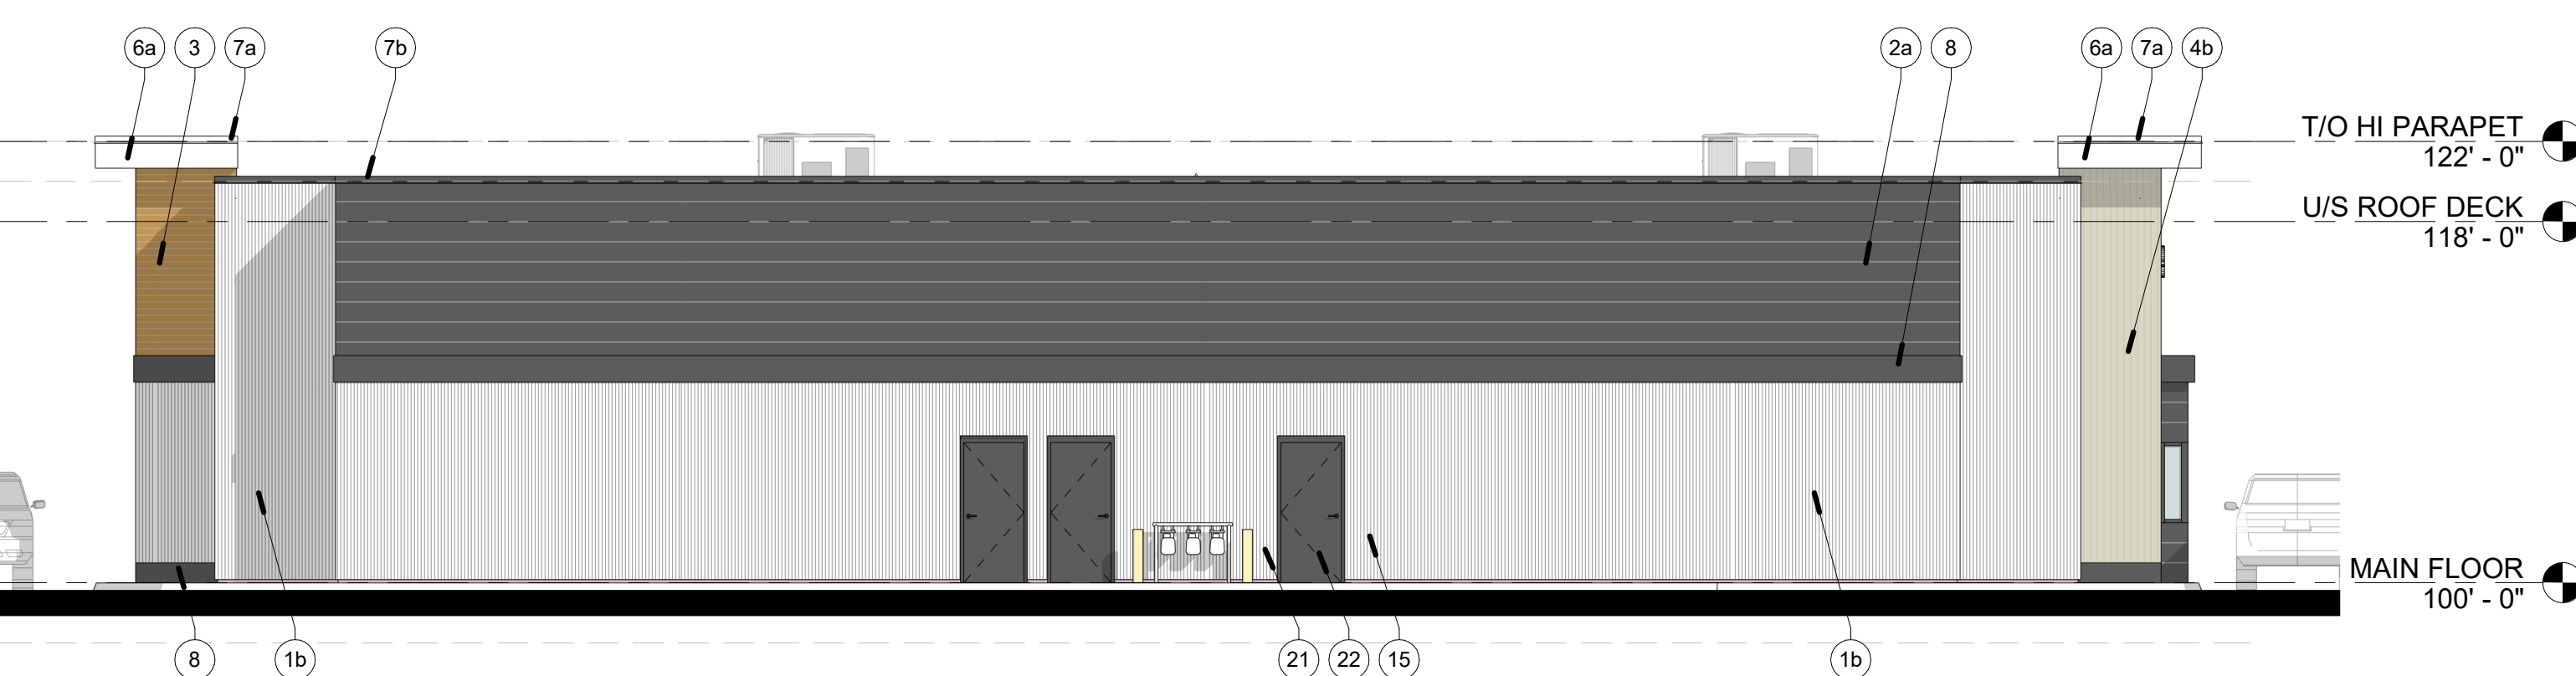 6a 3 7a 7b 2a 8 6a 7a 4b
T/O HI PARAPET
122' - 0"
U/S ROOF DECK
118' - 0"
MAIN FLOOR
100' - 0"
8 1b 21 22 15 1b